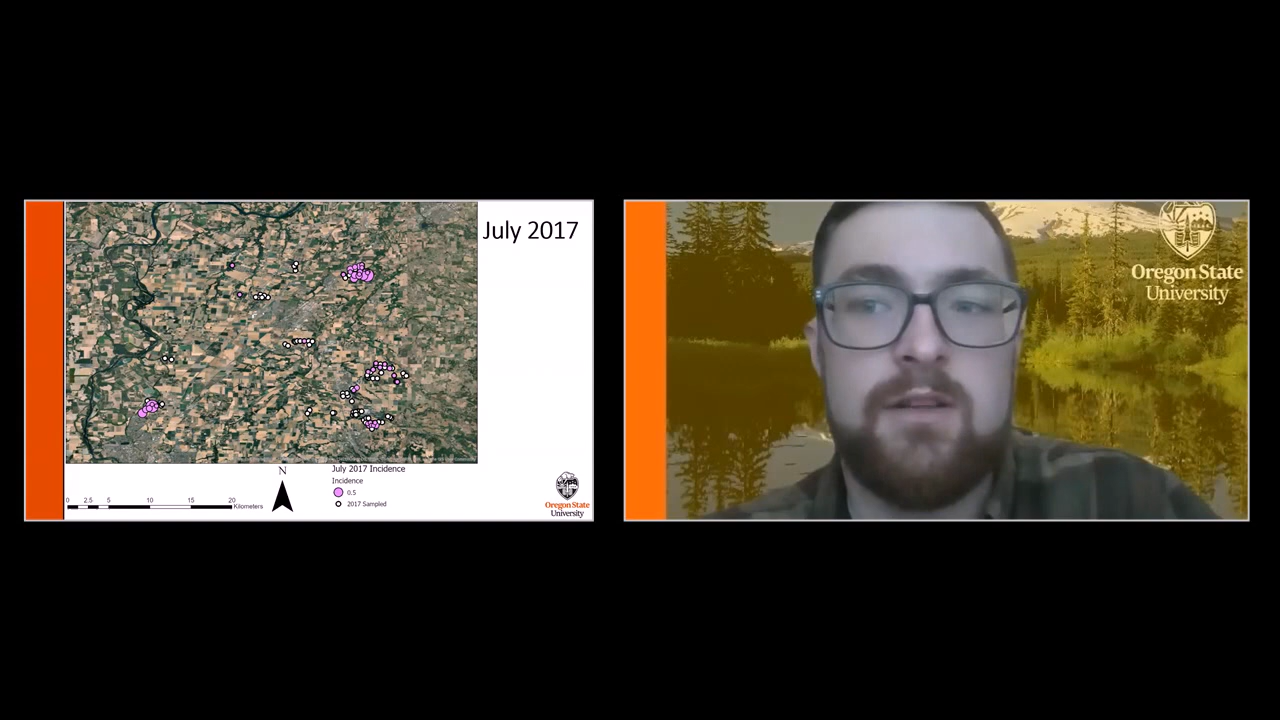 July 2017
N
July 2017 Incidence
Incidence
0.5
2017 Sampled
0 2.5 5 10 15 20
Kilometers
Oregon State
University
Oregon State
University